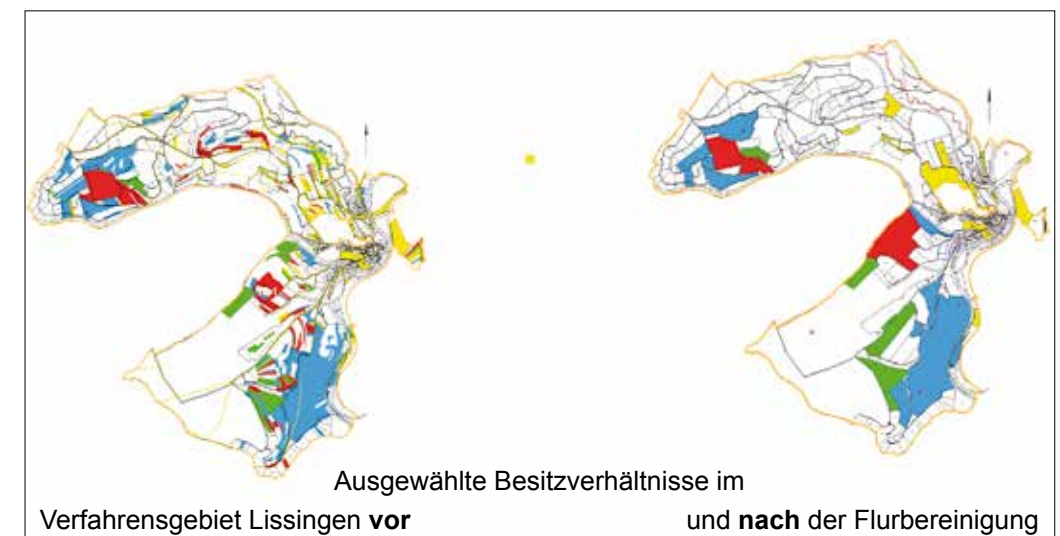 Ausgewählte Besitzverhältnisse im
Verfahrensgebiet Lissingen vor und nach der Flurbereinigung